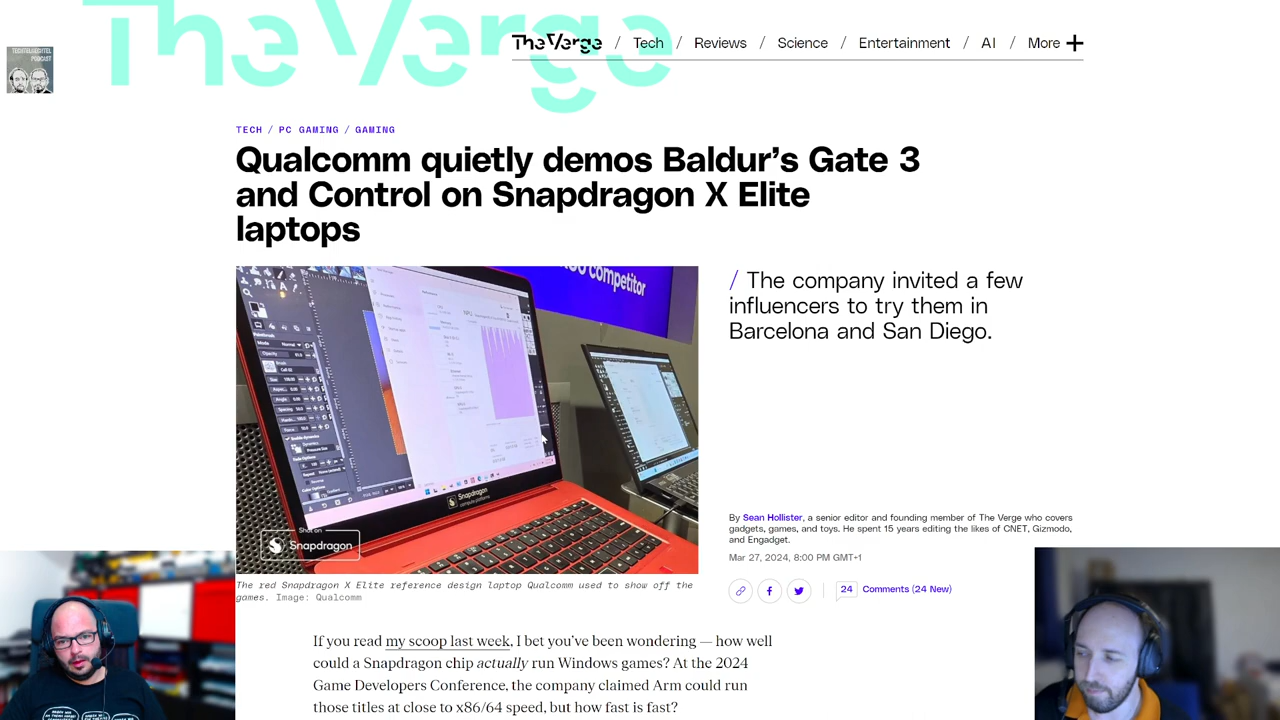 The Verge
TECHTELMECHTEL
PODCAST
The Verge / Tech / Reviews / Science / Entertainment / AI / More +
TECH / PC GAMING / GAMING
Qualcomm quietly demos Baldur's Gate 3
and Control on Snapdragon X Elite
laptops
competitor
Snapdragon
Shot on
Snapdragon
/ The company invited a few
influencers to try them in
Barcelona and San Diego.
By Sean Hollister, a senior editor and founding member of The Verge who covers
gadgets, games, and toys. He spent 15 years editing the likes of CNET, Gizmodo,
and Engadget.
Mar 27, 2024, 8:00 PM GMT+1
24 Comments (24 New)
The red Snapdragon X Elite reference design laptop Qualcomm used to show off the
games. Image: Qualcomm
If you read my scoop last week, I bet you've been wondering — how well
could a Snapdragon chip actually run Windows games? At the 2024
Game Developers Conference, the company claimed Arm could run
those titles at close to x86/64 speed, but how fast is fast?